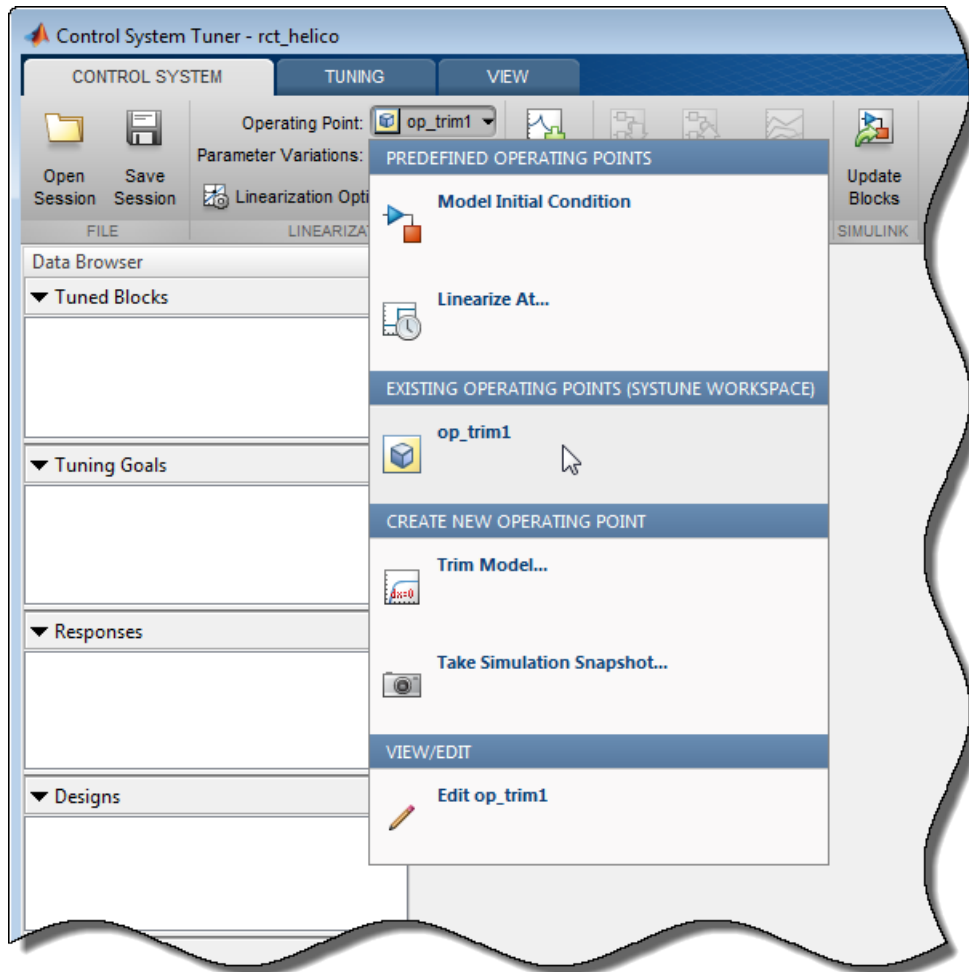 Control System Tuner - rct_helico
CONTROL SYSTEM TUNING VIEW
Operating Point: op_trim1
Parameter Variations:
Linearization Opti
Open Session
Save Session
Update Blocks
FILE LINEARIZA SIMULINK
PREDEFINED OPERATING POINTS
Model Initial Condition
Linearize At...
EXISTING OPERATING POINTS (SYSTUNE WORKSPACE)
op_trim1
CREATE NEW OPERATING POINT
Trim Model...
dx=0
Take Simulation Snapshot...
VIEW/EDIT
Edit op_trim1
Data Browser
Tuned Blocks
Tuning Goals
Responses
Designs